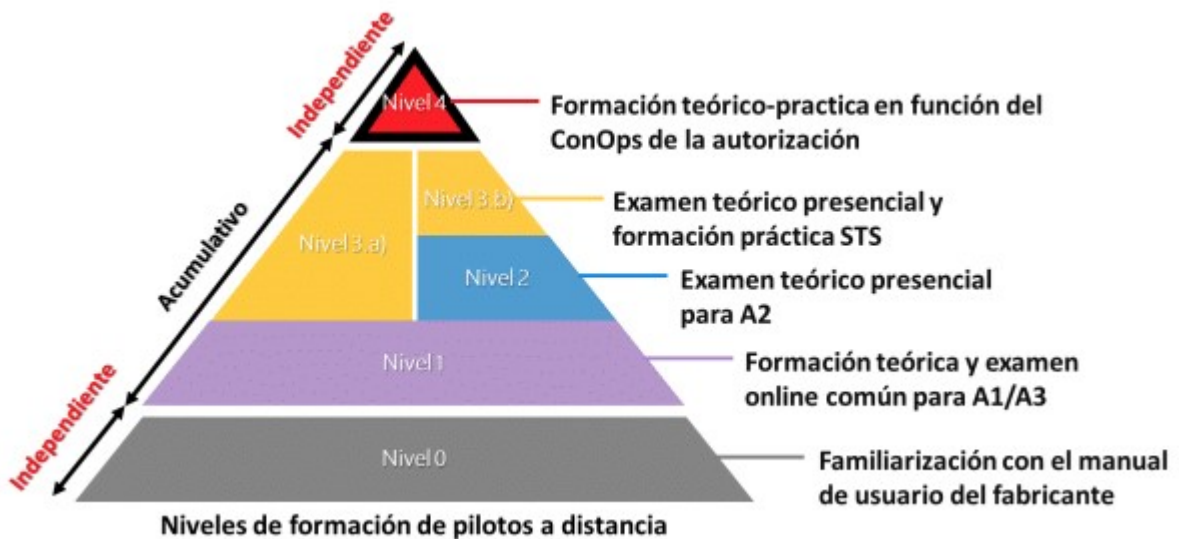 Independiente
Nivel 4
Formación teórico-practica en función del
ConOps de la autorización
Acumulativo
Nivel 3.a)
Nivel 3.b)
Examen teórico presencial y
formación práctica STS
Nivel 2
Examen teórico presencial
para A2
Nivel 1
Formación teórica y examen
online común para A1/A3
Independiente
Nivel 0
Familiarización con el manual
de usuario del fabricante
Niveles de formación de pilotos a distancia